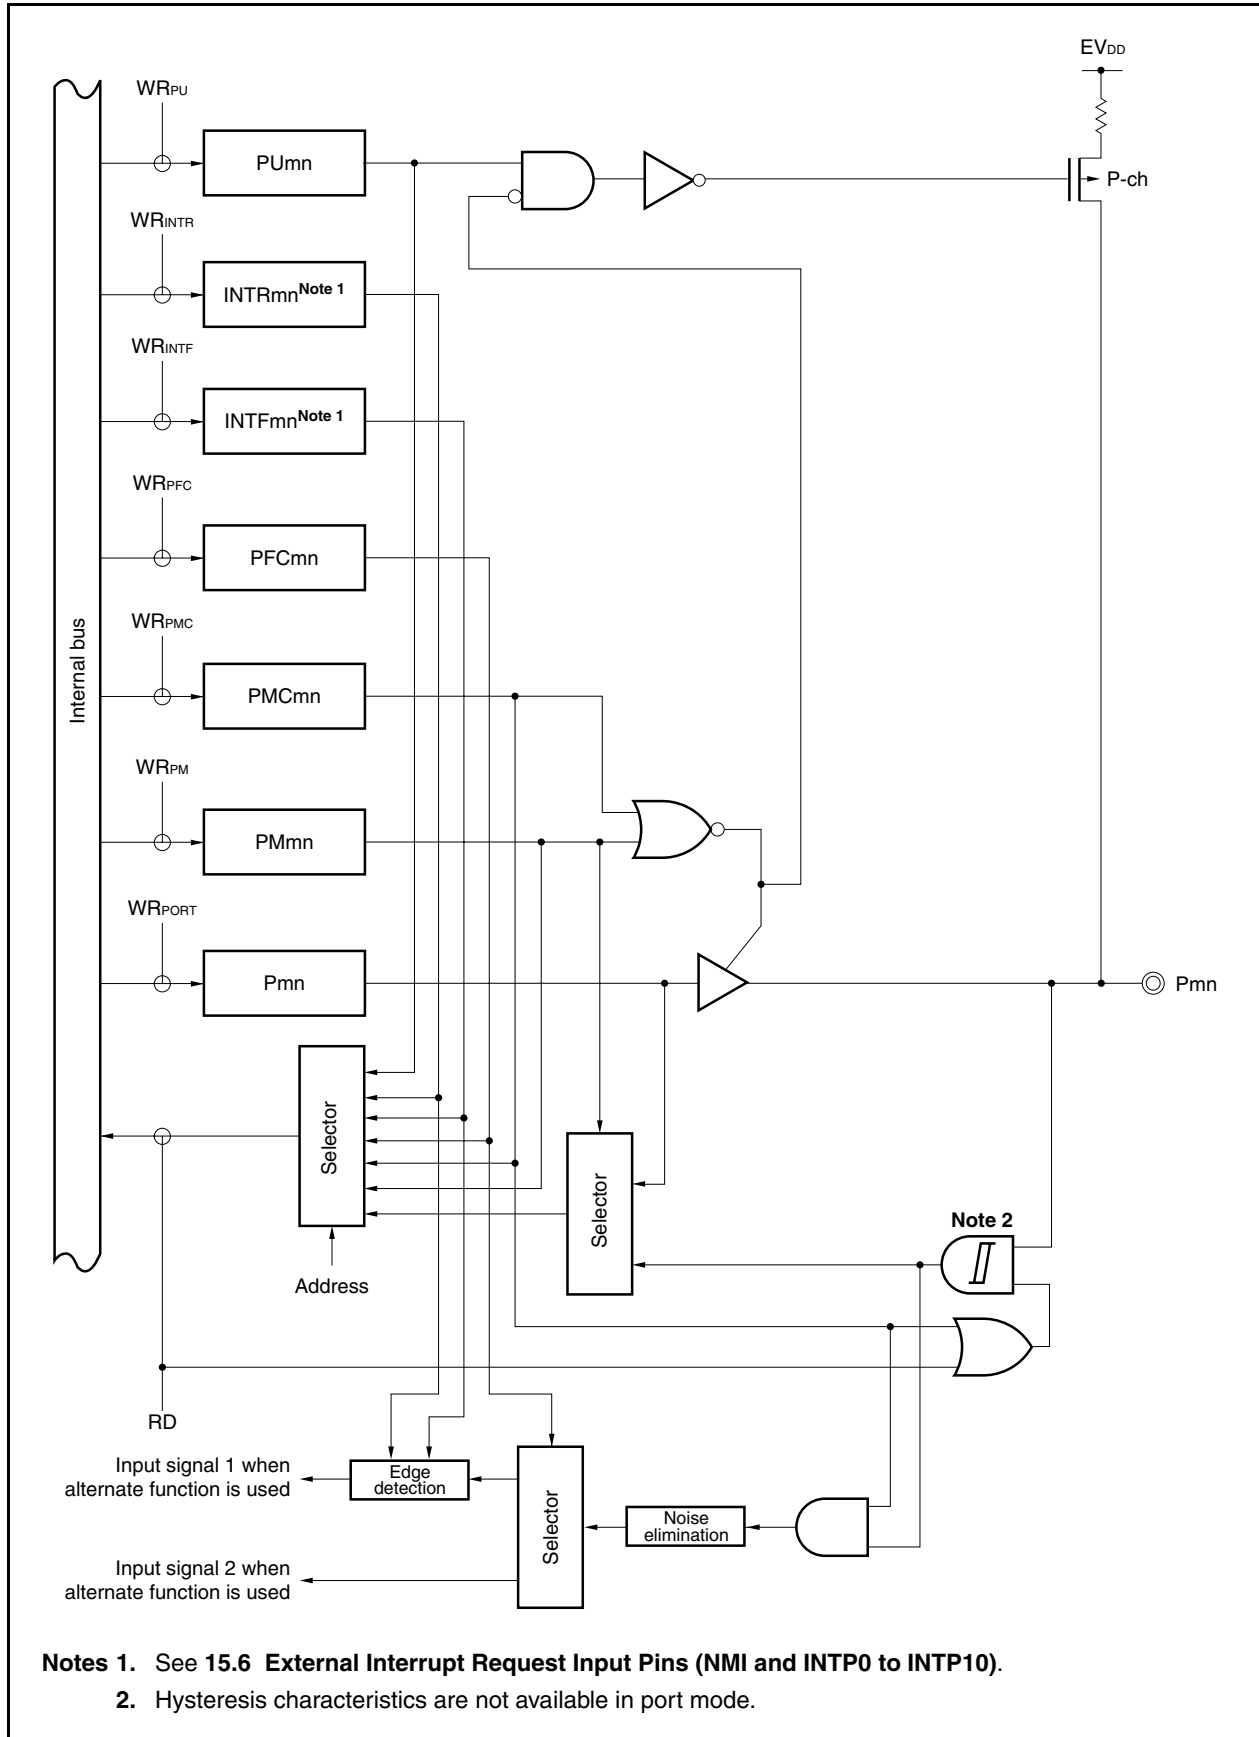 EVDD
WRPU
PUmn
P-ch
WRINTR
INTRmnNote 1
WRINTF
INTFmnNote 1
WRPFC
PFCmn
WRPMC
PMCmn
Internal bus
WRPM
PMmn
WRPORT
Pmn
Pmn
Selector
Selector
Note 2
Address
RD
Input signal 1 when
alternate function is used
Edge
detection
Selector
Noise
elimination
Input signal 2 when
alternate function is used
Notes 1. See 15.6 External Interrupt Request Input Pins (NMI and INTP0 to INTP10).
2. Hysteresis characteristics are not available in port mode.